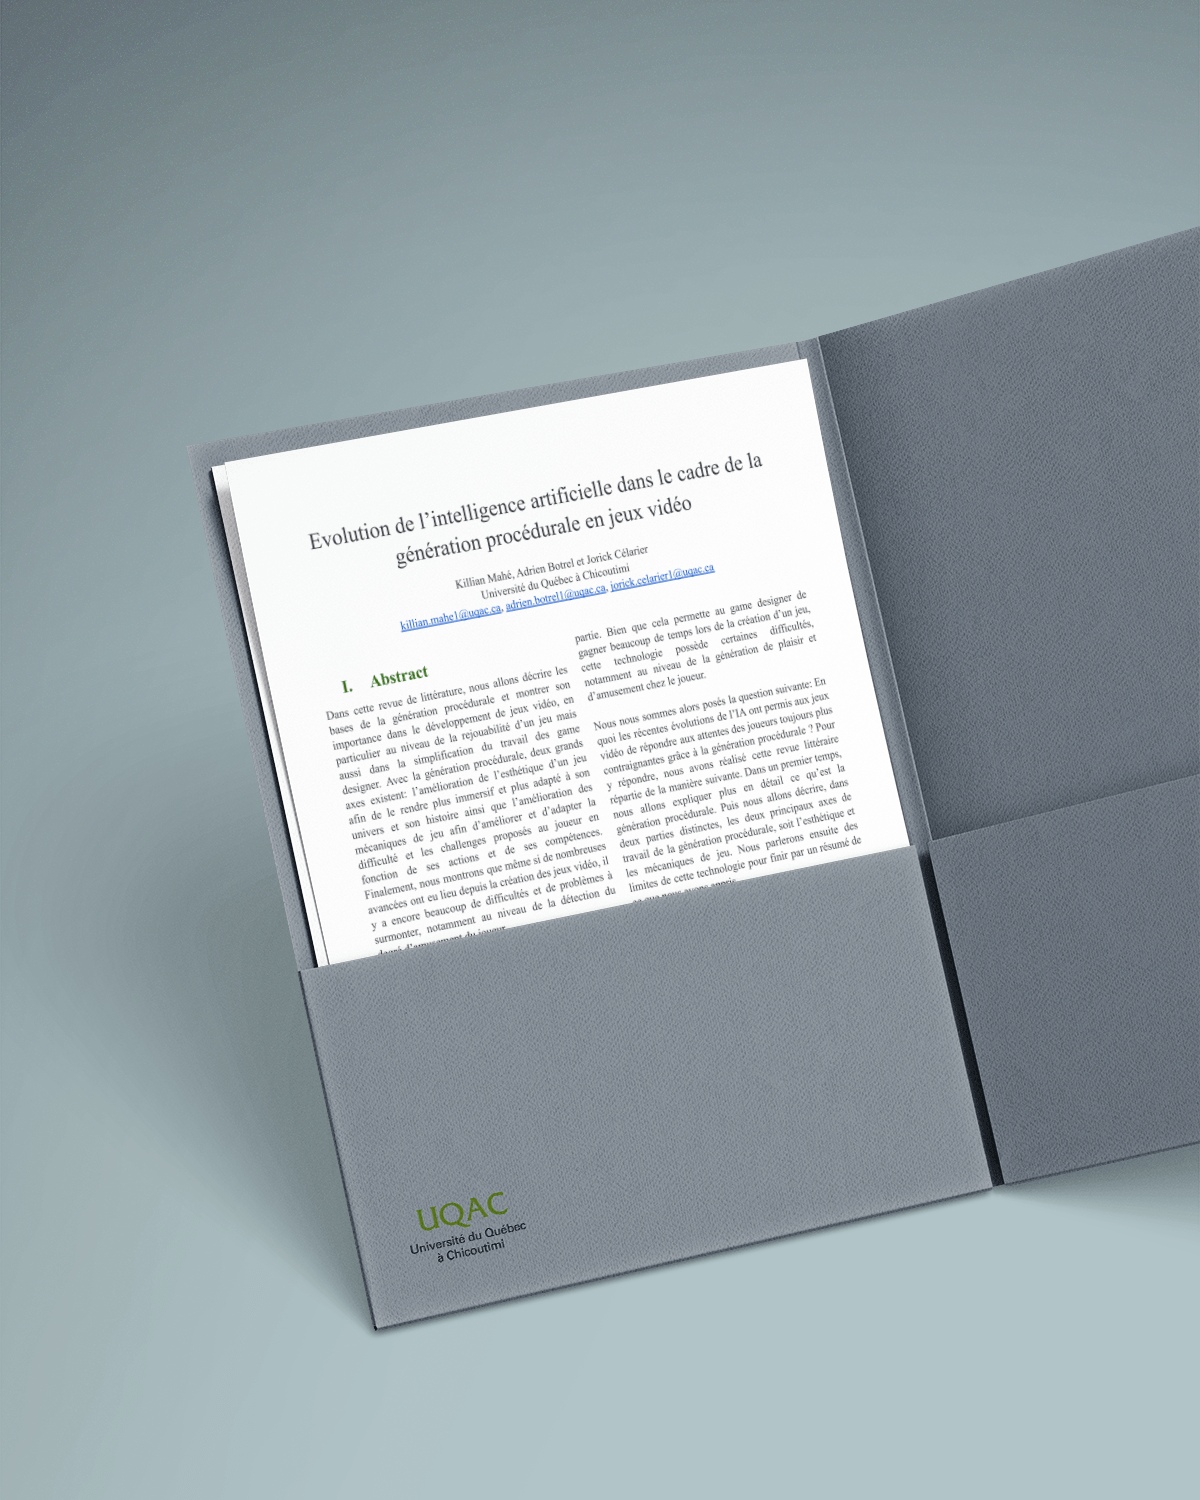 Evolution de l’intelligence artificielle dans le cadre de la
génération procédurale en jeux vidéo
Killian Mahé, Adrien Botrel et Jorick Célarier
Université du Québec à Chicoutimi
killian.mahe1@uqac.ca, adrien.botrel1@uqac.ca, jorick.celarier1@uqac.ca
I. Abstract
Dans cette revue de littérature, nous allons décrire les
bases de la génération procédurale et montrer son
importance dans le développement de jeux vidéo, en
particulier au niveau de la rejouabilité d’un jeu mais
aussi dans la simplification du travail des game
designer. Avec la génération procédurale, deux grands
axes existent: l’amélioration de l’esthétique d’un jeu
afin de le rendre plus immersif et plus adapté à son
univers et son histoire ainsi que l’amélioration des
mécaniques de jeu afin d’améliorer et d’adapter la
difficulté et les challenges proposés au joueur en
fonction de ses actions et de ses compétences.
Finalement, nous montrons que même si de nombreuses
avancées ont eu lieu depuis la création des jeux vidéo, il
y a encore beaucoup de difficultés et de problèmes à
surmonter, notamment au niveau de la détection du
degré d’amusement du joueur.
partie. Bien que cela permette au game designer de
gagner beaucoup de temps lors de la création d’un jeu,
cette technologie possède certaines difficultés,
notamment au niveau de la génération de plaisir et
d’amusement chez le joueur.
Nous nous sommes alors posés la question suivante: En
quoi les récentes évolutions de l’IA ont permis aux jeux
vidéo de répondre aux attentes des joueurs toujours plus
contraignantes grâce à la génération procédurale ? Pour
y répondre, nous avons réalisé cette revue littéraire
répartie de la manière suivante. Dans un premier temps,
nous allons expliquer plus en détail ce qu’est la
génération procédurale. Puis nous allons décrire, dans
deux parties distinctes, les deux principaux axes de
travail de la génération procédurale, soit l’esthétique et
les mécaniques de jeu. Nous parlerons ensuite des
limites de cette technologie pour finir par un résumé de
ce que nous avons appris.
UQAC
Université du Québec
à Chicoutimi